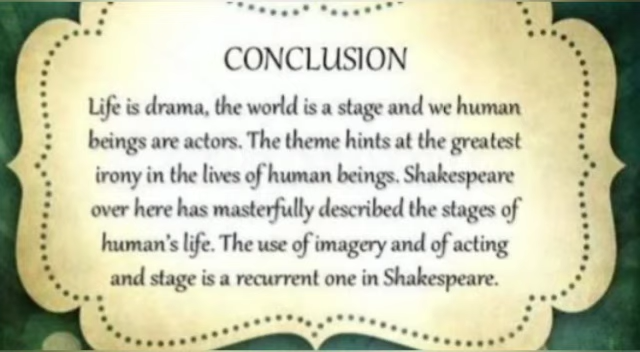 CONCLUSION
Life is drama, the world is a stage and we human
beings are actors. The theme hints at the greatest
irony in the lives of human beings. Shakespeare
over here has masterfully described the stages of
human's life. The use of imagery and of acting
and stage is a recurrent one in Shakespeare.